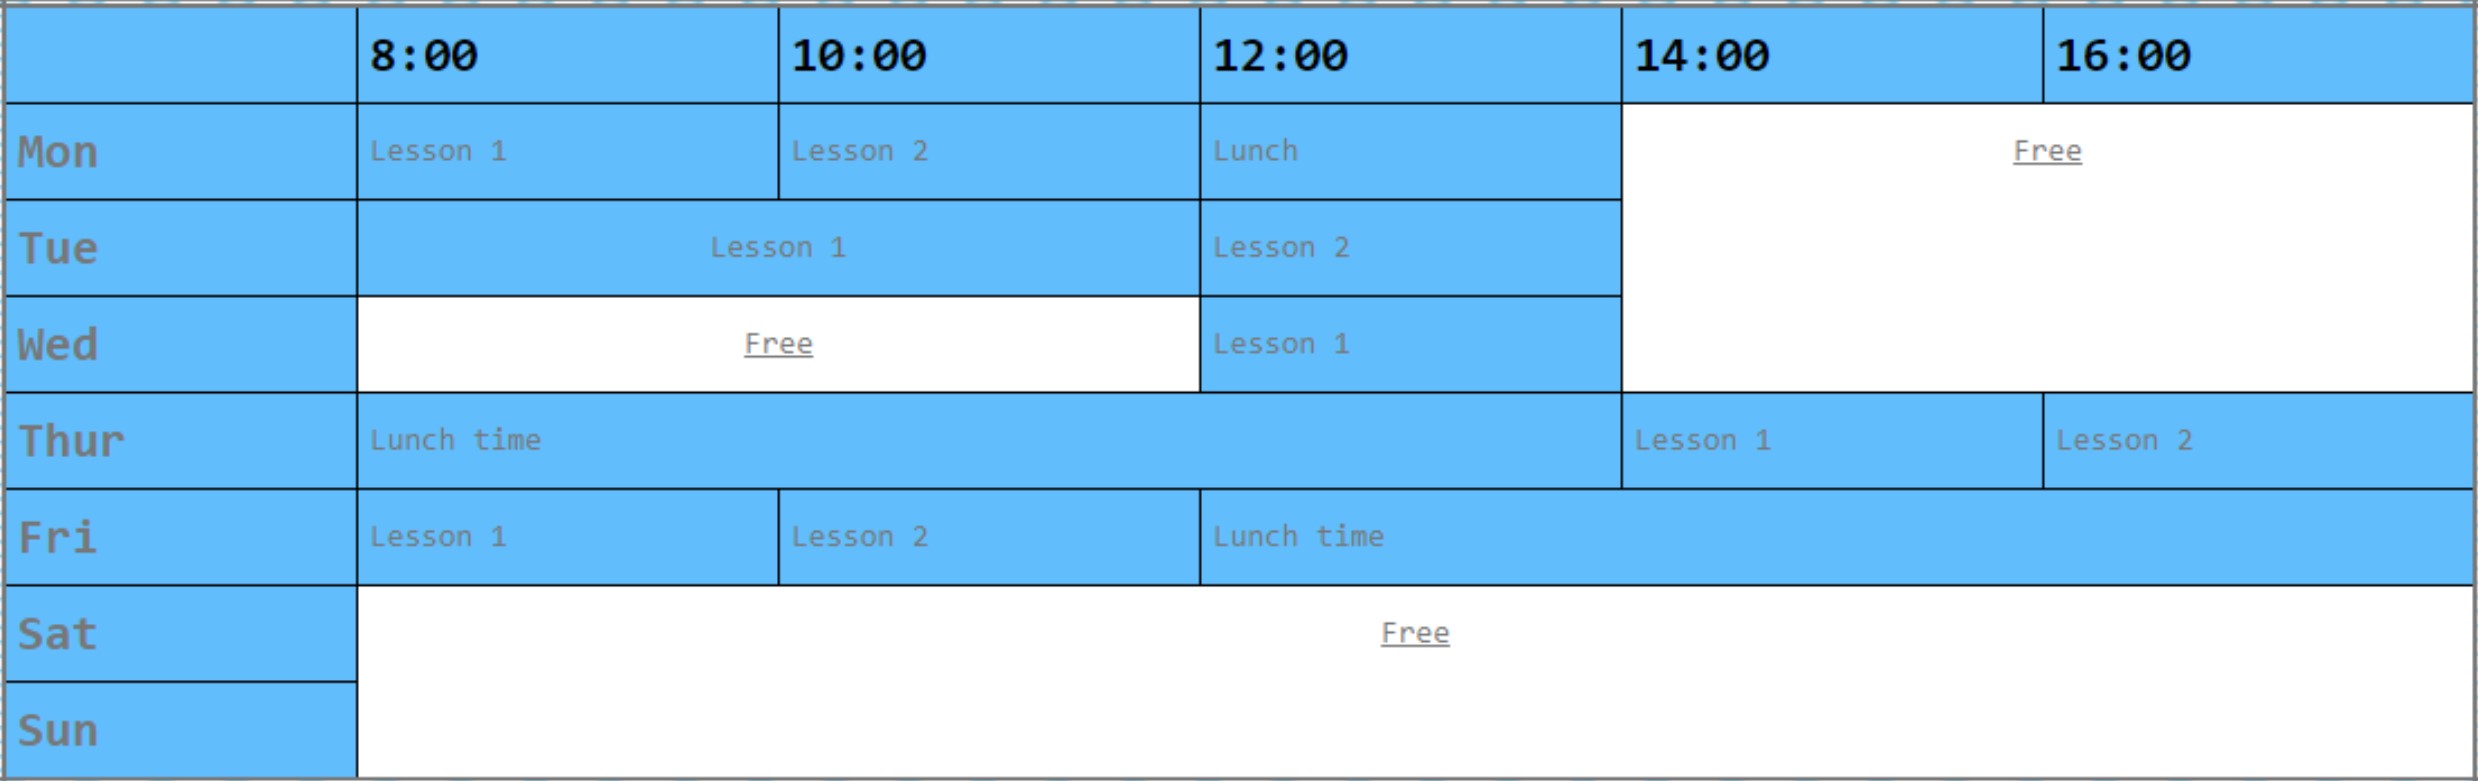 8:00 10:00 12:00 14:00 16:00
Mon Lesson 1 Lesson 2 Lunch Free
Tue Lesson 1 Lesson 2
Wed Free Lesson 1
Thur Lunch time Lesson 1 Lesson 2
Fri Lesson 1 Lesson 2 Lunch time
Sat Free
Sun